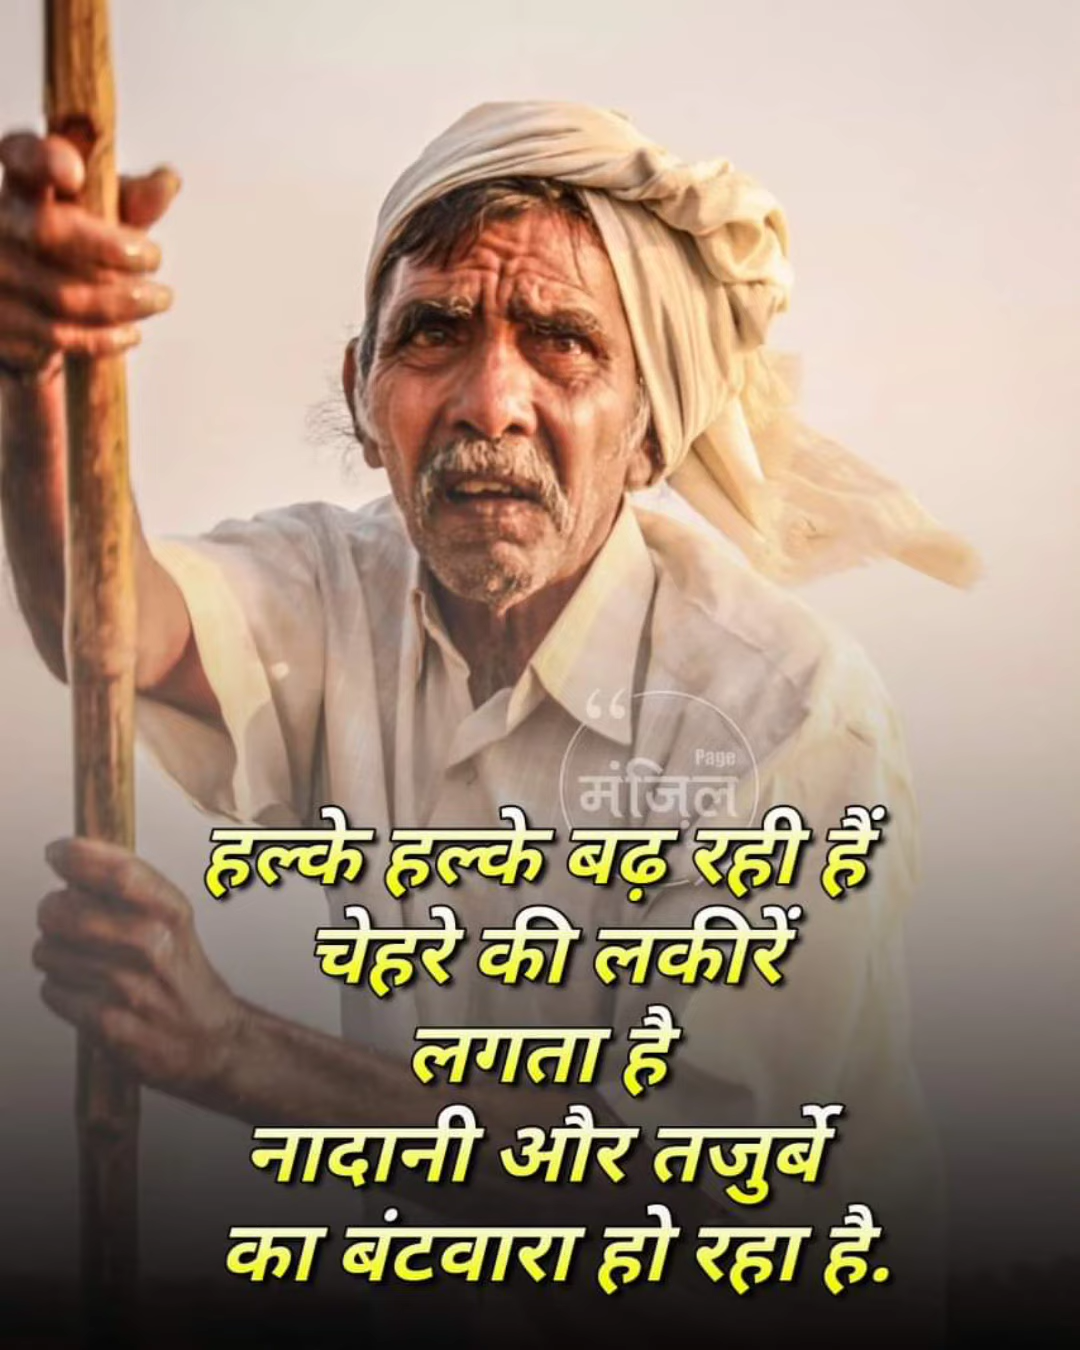 “
Page
मंज़िल
हल्के हल्के बढ़ रही हैं
चेहरे की लकीरें
लगता है
नादानी और तजुर्बे
का बंटवारा हो रहा है.